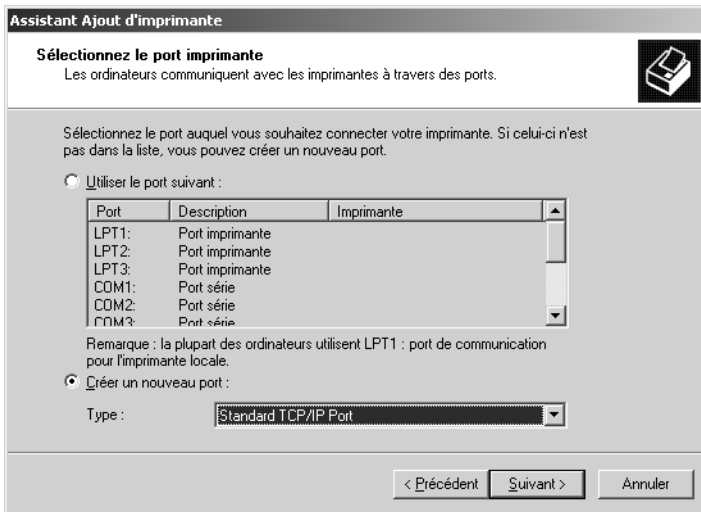 Assistant Ajout d'imprimante
Sélectionnez le port imprimante
Les ordinateurs communiquent avec les imprimantes à travers des ports.
Sélectionnez le port auquel vous souhaitez connecter votre imprimante. Si celui-ci n'est
pas dans la liste, vous pouvez créer un nouveau port.
Utiliser le port suivant :
Port Description Imprimante
LPT1: Port imprimante
LPT2: Port imprimante
LPT3: Port imprimante
COM1: Port série
COM2: Port série
COM3: Port série
Remarque : la plupart des ordinateurs utilisent LPT1 : port de communication
pour l'imprimante locale.
Créer un nouveau port :
Type : Standard TCP/IP Port
< Précédent Suivant > Annuler